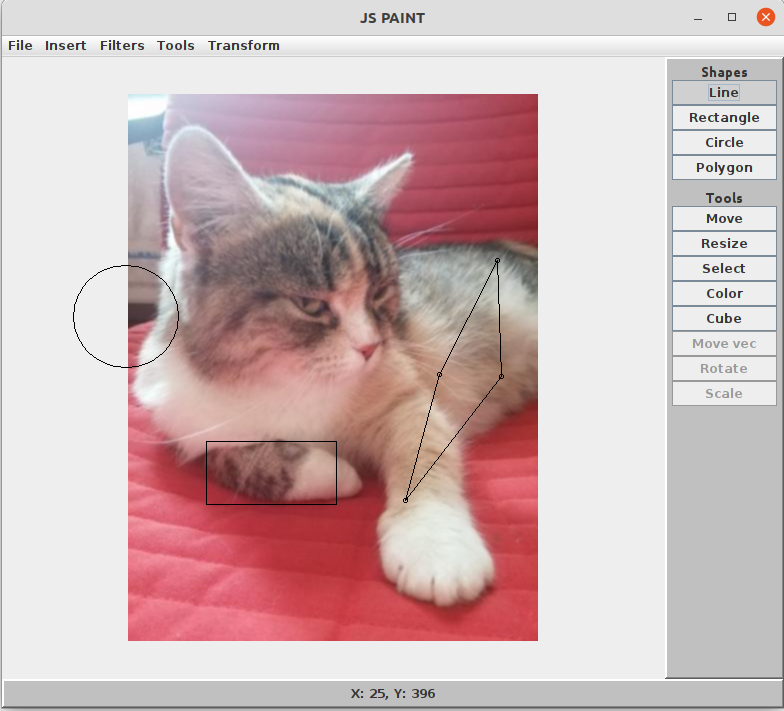 JS PAINT
File Insert Filters Tools Transform
Shapes
Line
Rectangle
Circle
Polygon
Tools
Move
Resize
Select
Color
Cube
Move vec
Rotate
Scale
X: 25, Y: 396